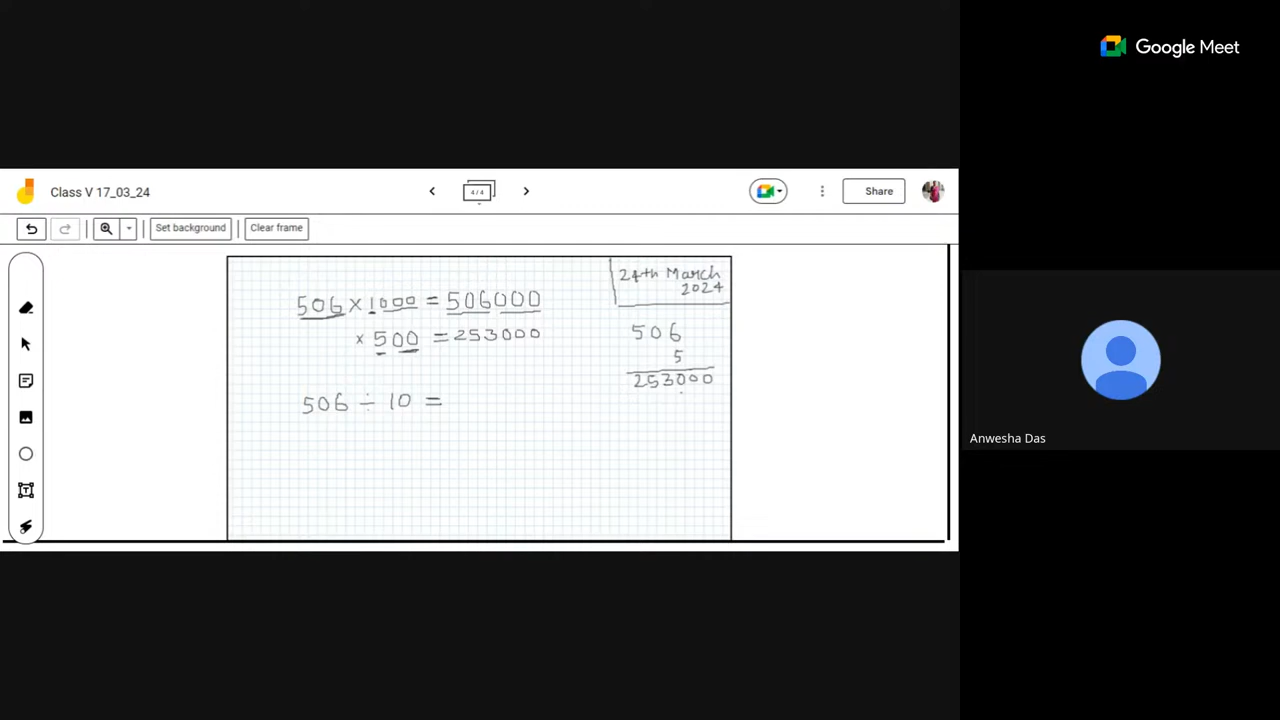 Google Meet
Class V 17_03_24
4/4
Share
Set background
Clear frame
24th March
2024
506 × 1000 = 506000
× 500 = 253000
506 ÷ 10 =
506
5
253000
Anwesha Das